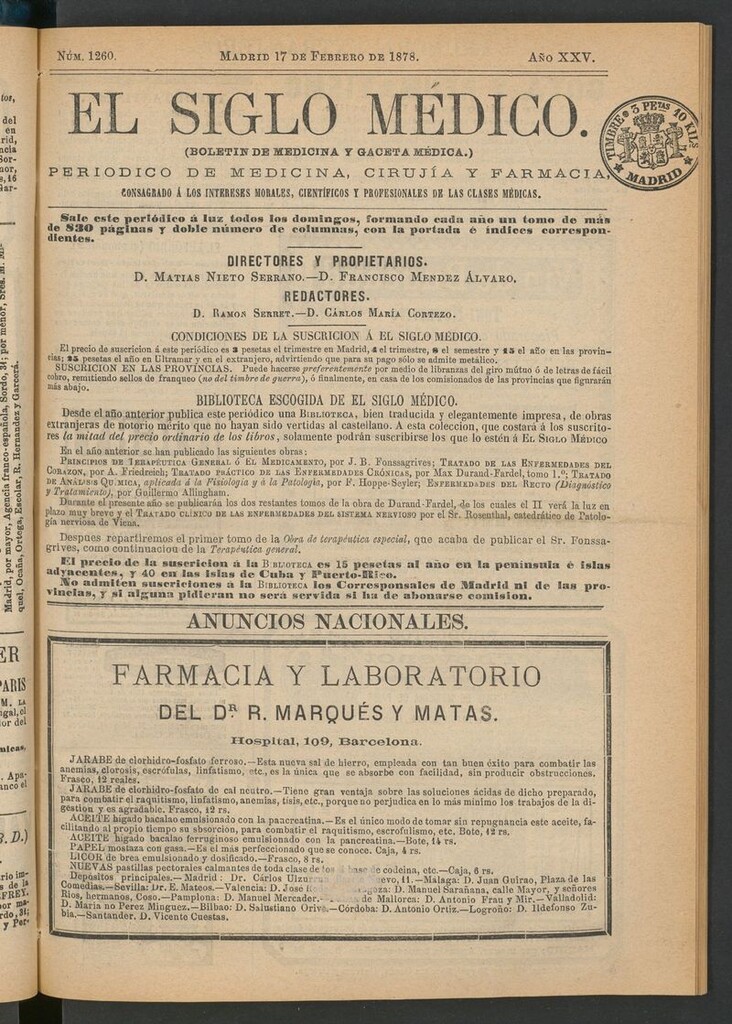 NÚM. 1260. MADRID 17 DE FEBRERO DE 1878. AÑO XXV.
EL SIGLO MÉDICO.
(BOLETIN DE MEDICINA Y GACETA MÉDICA.)
PERIODICO DE MEDICINA, CIRUJÍA Y FARMACIA,
CONSAGRADO Á LOS INTERESES MORALES, CIENTÍFICOS Y PROFESIONALES DE LAS CLASES MÉDICAS.
TIMBRE 3 PETAS 10 KILS
MADRID
Sale este periódico á luz todos los domingos, formando cada año un tomo de más
de 830 páginas y doble número de columnas, con la portada é indices correspon-
dientes.
DIRECTORES Y PROPIETARIOS.
D. MATIAS NIETO SERRANO.—D. FRANCISCO MENDEZ ÁLVARO.
REDACTORES.
D. RAMON SERRET.—D. CÁRLOS MARÍA CORTEZO.
CONDICIONES DE LA SUSCRICION Á EL SIGLO MÉDICO.
El precio de suscricion á este periódico es 3 pesetas el trimestre en Madrid, 4 el trimestre, 8 el semestre y 15 el año en las provin-
cias; 25 pesetas el año en Ultramar y en el extranjero, advirtiendo que para su pago sólo se admite metálico.
SUSCRICION EN LAS PROVINCIAS. Puede hacerse preferentemente por medio de libranzas del giro mútuo ó de letras de fácil
cobro, remitiendo sellos de franqueo (no del timbre de guerra), ó finalmente, en casa de los comisionados de las provincias que figurarán
más abajo.
BIBLIOTECA ESCOGIDA DE EL SIGLO MÉDICO.
Desde el año anterior publica este periódico una BIBLIOTECA, bien traducida y elegantemente impresa, de obras
extranjeras de notorio mérito que no hayan sido vertidas al castellano. A esta coleccion, que costará á los suscrito-
res la mitad del precio ordinario de los libros, solamente podrán suscribirse los que lo estén á EL SIGLO MÉDICO
En el año anterior se han publicado las siguientes obras:
PRINCIPIOS DE TERAPÉUTICA GENERAL Ó EL MEDICAMENTO, por J. B. Fonssagrives; TRATADO DE LAS ENFERMEDADES DEL
CORAZON, por A. Friedreich; TRATADO PRÁCTICO DE LAS ENFERMEDADES CRÓNICAS, por Max Durand-Fardel, tomo 1.º; TRATADO
DE ANÁLISIS QUÍMICA, aplicada á la Fisiología y á la Patología, por F. Hoppe-Seyler; ENFERMEDADES DEL RECTO (Diagnóstico
y Tratamiento), por Guillermo Allingham.
Durante el presente año se publicarán los dos restantes tomos de la obra de Durand-Fardel, de los cuales el II verá la luz en
plazo muy breve y el TRATADO CLÍNICO DE LAS ENFERMEDADES DEL SISTEMA NERVIOSO por el Sr. Rosenthal, catedrático de Patolo-
gía nerviosa de Viena.
Despues repartiremos el primer tomo de la Obra de terapéutica especial, que acaba de publicar el Sr. Fonssa-
grives, como continuacion de la Terapéutica general.
El precio de la suscricion á la BIBLIOTECA es 15 pesetas al año en la península é islas
adyacentes, y 40 en las islas de Cuba y Puerto-Rico.
No admiten suscriciones á la BIBLIOTECA los Corresponsales de Madrid ni de las pro-
vincias, y si alguna pidieran no será servida si ha de abonarse comision.
ANUNCIOS NACIONALES.
FARMACIA Y LABORATORIO
DEL DR. R. MARQUÉS Y MATAS.
Hospital, 109, Barcelona.
JARABE de clorhidro-fosfato ferroso.—Esta nueva sal de hierro, empleada con tan buen éxito para combatir las
anemias, clorosis, escrófulas, linfatismo, etc., es la única que se absorbe con facilidad, sin producir obstrucciones.
Frasco, 12 reales.
JARABE de clorhidro-fosfato de cal neutro.—Tiene gran ventaja sobre las soluciones ácidas de dicho preparado,
para combatir el raquitismo, linfatismo, anemias, tisis, etc., porque no perjudica en lo más mínimo los trabajos de la di-
gestion y es agradable. Frasco, 12 rs.
ACEITE hígado bacalao emulsionado con la pancreatina.—Es el único modo de tomar sin repugnancia este aceite, fa-
cilitando al propio tiempo su absorcion, para combatir el raquitismo, escrofulismo, etc. Bote, 12 rs.
ACEITE hígado bacalao ferruginoso emulsionado con la pancreatina.—Bote, 14 rs.
PAPEL mostaza con gasa.—Es el más perfeccionado que se conoce. Caja, 4 rs.
LICOR de brea emulsionado y dosificado.—Frasco, 8 rs.
NUEVAS pastillas pectorales calmantes de toda clase de tos á base de codeina, etc.—Caja, 6 rs.
Depósitos principales.—Madrid: Dr. Cárlos Ulzurrun, 11.—Málaga: D. Juan Guirao, Plaza de las
Comedias.—Sevilla: Dr. E. Mateos.—Valencia: D. José D. Manuel Sarañana, calle Mayor, y señores
Rios, hermanos, Coso.—Pamplona: D. Manuel Mercader.— de Mallorca: D. Antonio Frau y Mir.—Valladolid:
D. Mariano Perez Minguez.—Bilbao: D. Salustiano Orive.—Córdoba: D. Antonio Ortiz.—Logroño: D. Ildefonso Zu-
bia.—Santander. D. Vicente Cuestas.